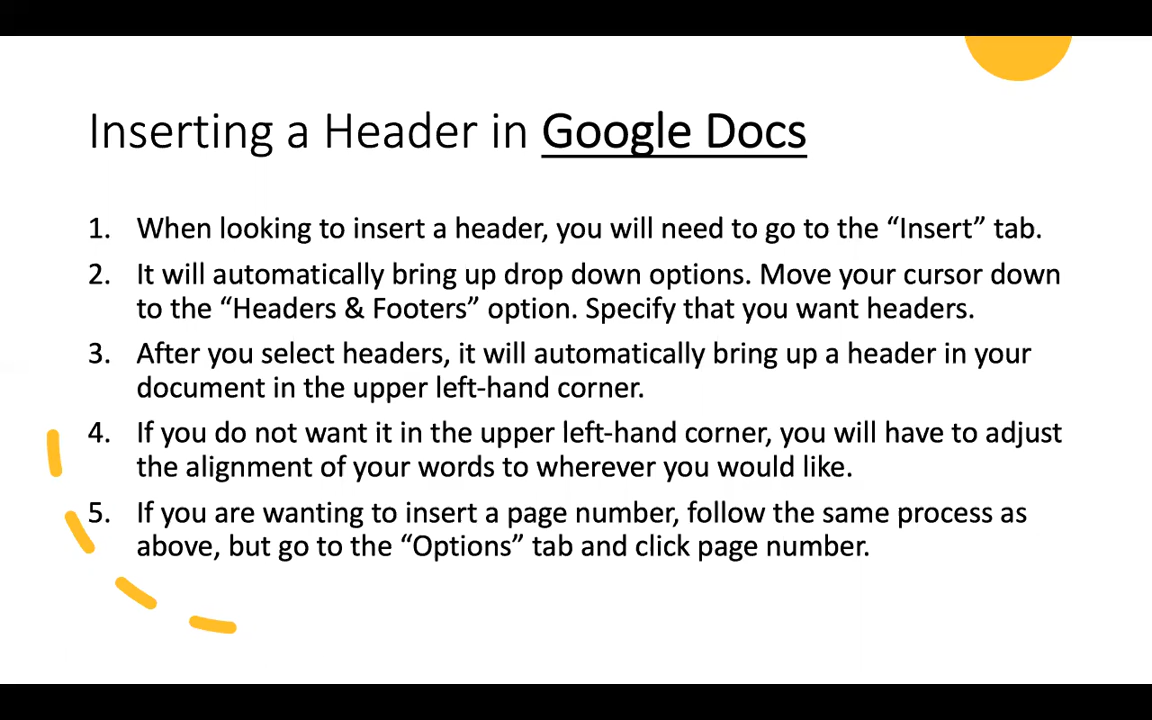 Inserting a Header in Google Docs
1. When looking to insert a header, you will need to go to the “Insert” tab.
2. It will automatically bring up drop down options. Move your cursor down
to the “Headers & Footers” option. Specify that you want headers.
3. After you select headers, it will automatically bring up a header in your
document in the upper left-hand corner.
4. If you do not want it in the upper left-hand corner, you will have to adjust
the alignment of your words to wherever you would like.
5. If you are wanting to insert a page number, follow the same process as
above, but go to the “Options” tab and click page number.